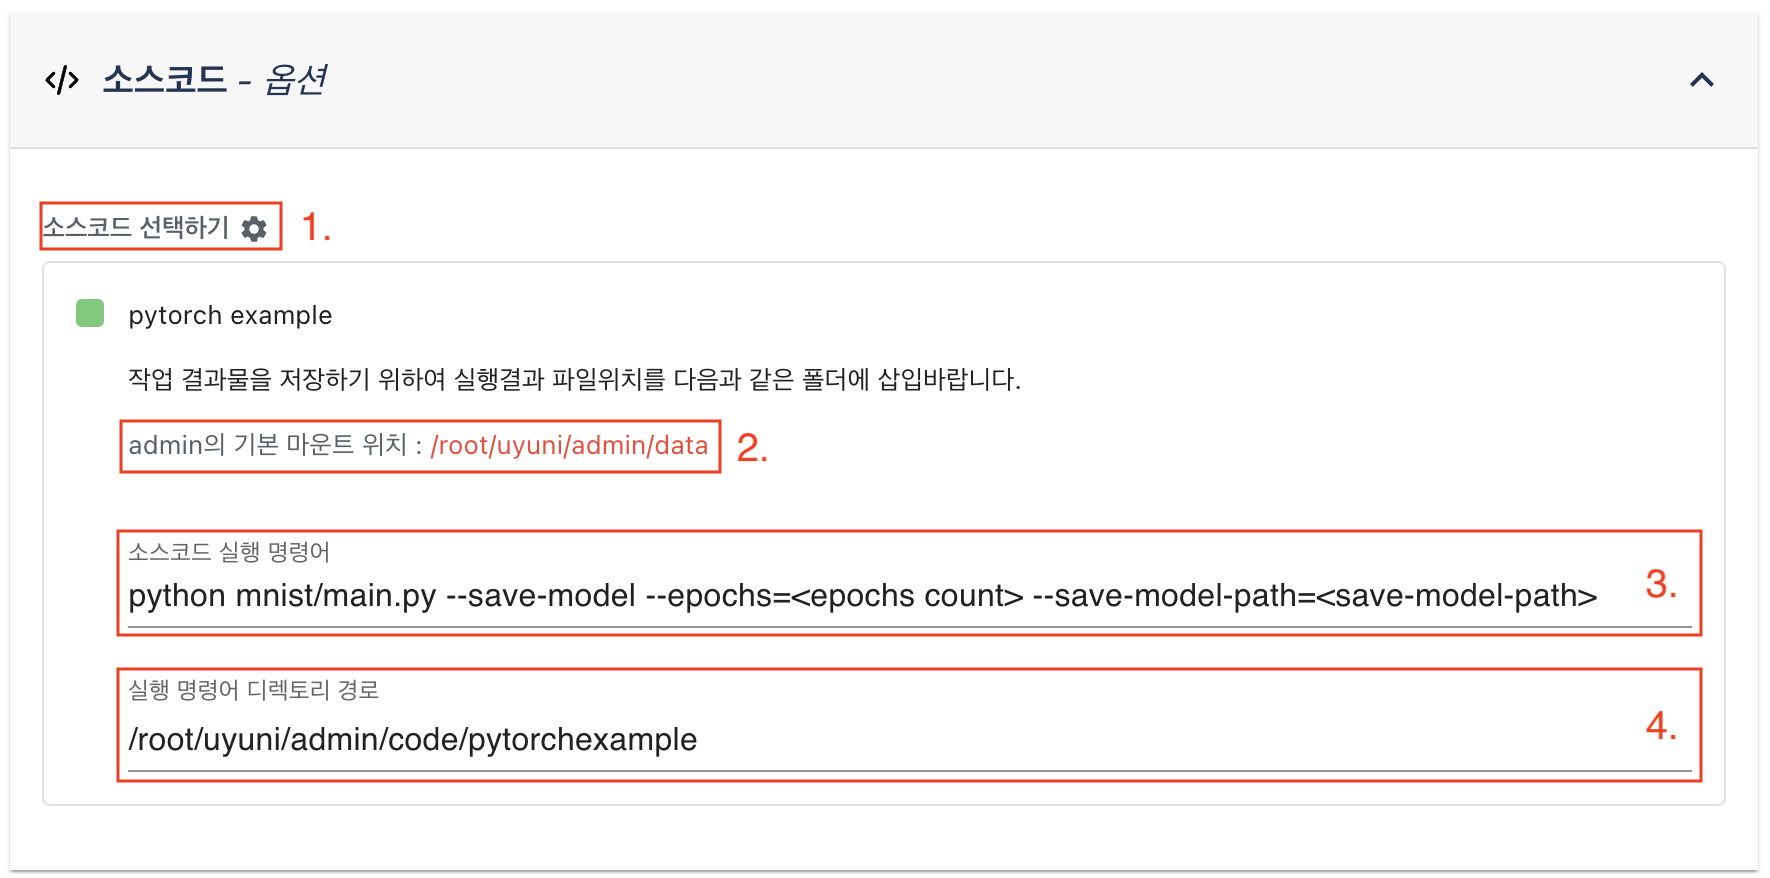 </> 소스코드 - 옵션
소스코드 선택하기 1.
pytorch example
작업 결과물을 저장하기 위하여 실행결과 파일위치를 다음과 같은 폴더에 삽입바랍니다.
admin의 기본 마운트 위치 : /root/uyuni/admin/data 2.
소스코드 실행 명령어
python mnist/main.py --save-model --epochs=<epochs count> --save-model-path=<save-model-path> 3.
실행 명령어 디렉토리 경로
/root/uyuni/admin/code/pytorchexample 4.